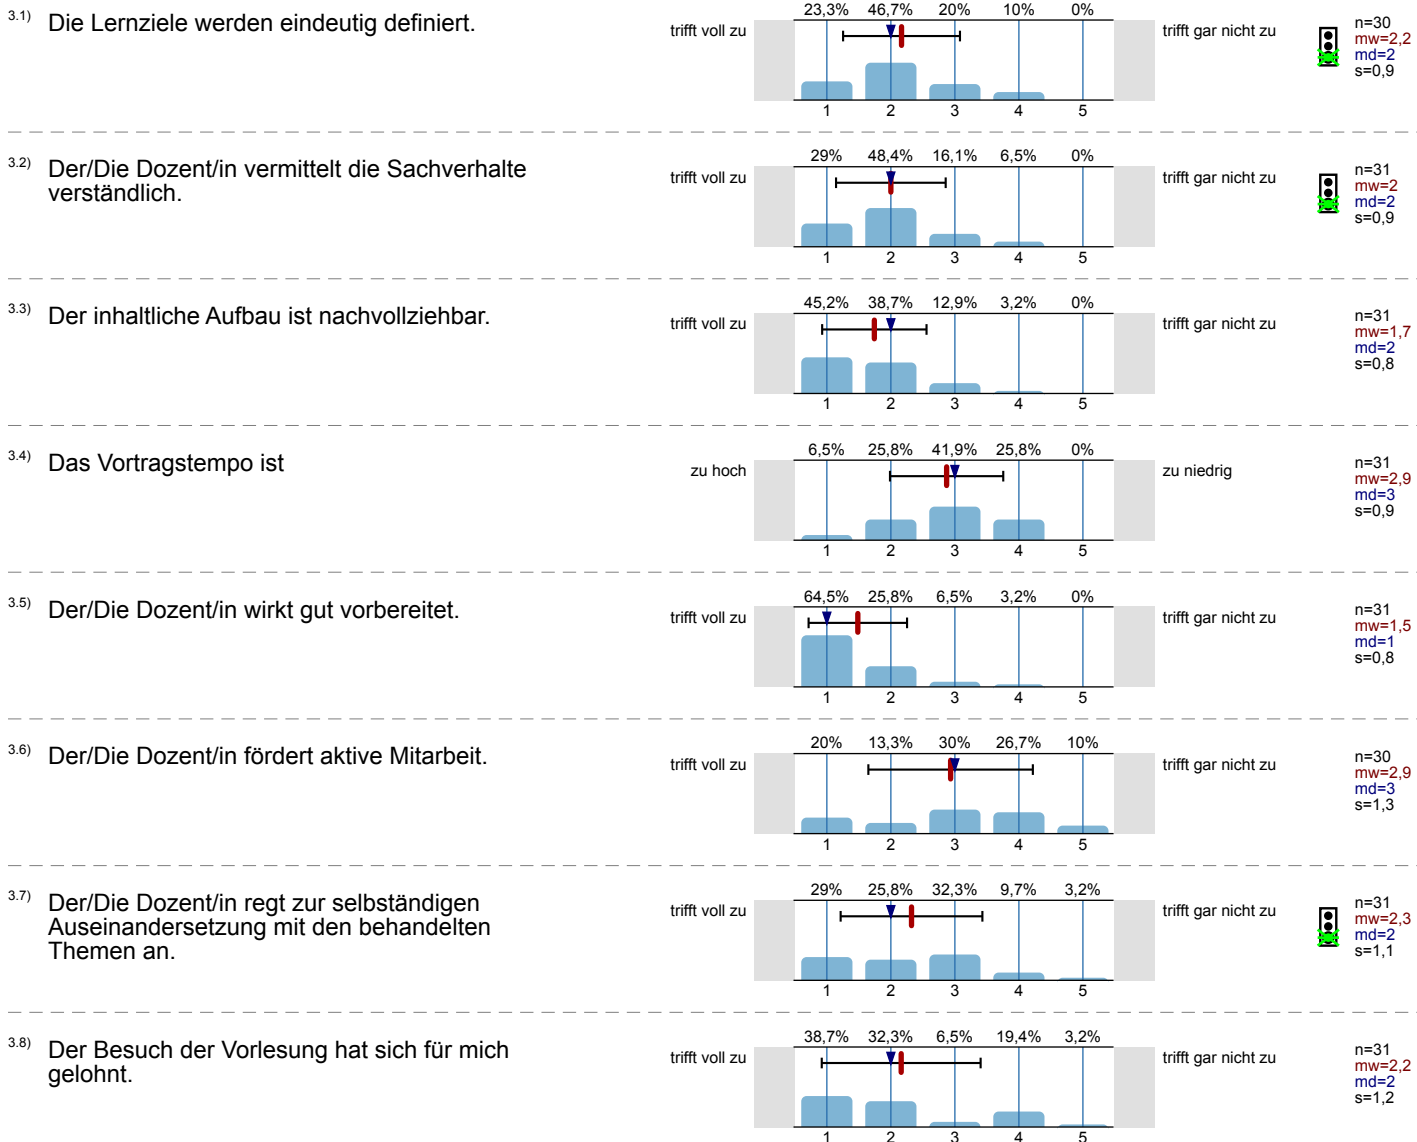 3.1) Die Lernziele werden eindeutig definiert.
trifft voll zu
23,3% 46,7% 20% 10% 0%
1 2 3 4 5
trifft gar nicht zu
n=30
mw=2,2
md=2
s=0,9
3.2) Der/Die Dozent/in vermittelt die Sachverhalte
verständlich.
trifft voll zu
29% 48,4% 16,1% 6,5% 0%
1 2 3 4 5
trifft gar nicht zu
n=31
mw=2
md=2
s=0,9
3.3) Der inhaltliche Aufbau ist nachvollziehbar.
trifft voll zu
45,2% 38,7% 12,9% 3,2% 0%
1 2 3 4 5
trifft gar nicht zu
n=31
mw=1,7
md=2
s=0,8
3.4) Das Vortragstempo ist
zu hoch
6,5% 25,8% 41,9% 25,8% 0%
1 2 3 4 5
zu niedrig
n=31
mw=2,9
md=3
s=0,9
3.5) Der/Die Dozent/in wirkt gut vorbereitet.
trifft voll zu
64,5% 25,8% 6,5% 3,2% 0%
1 2 3 4 5
trifft gar nicht zu
n=31
mw=1,5
md=1
s=0,8
3.6) Der/Die Dozent/in fördert aktive Mitarbeit.
trifft voll zu
20% 13,3% 30% 26,7% 10%
1 2 3 4 5
trifft gar nicht zu
n=30
mw=2,9
md=3
s=1,3
3.7) Der/Die Dozent/in regt zur selbständigen
Auseinandersetzung mit den behandelten
Themen an.
trifft voll zu
29% 25,8% 32,3% 9,7% 3,2%
1 2 3 4 5
trifft gar nicht zu
n=31
mw=2,3
md=2
s=1,1
3.8) Der Besuch der Vorlesung hat sich für mich
gelohnt.
trifft voll zu
38,7% 32,3% 6,5% 19,4% 3,2%
1 2 3 4 5
trifft gar nicht zu
n=31
mw=2,2
md=2
s=1,2